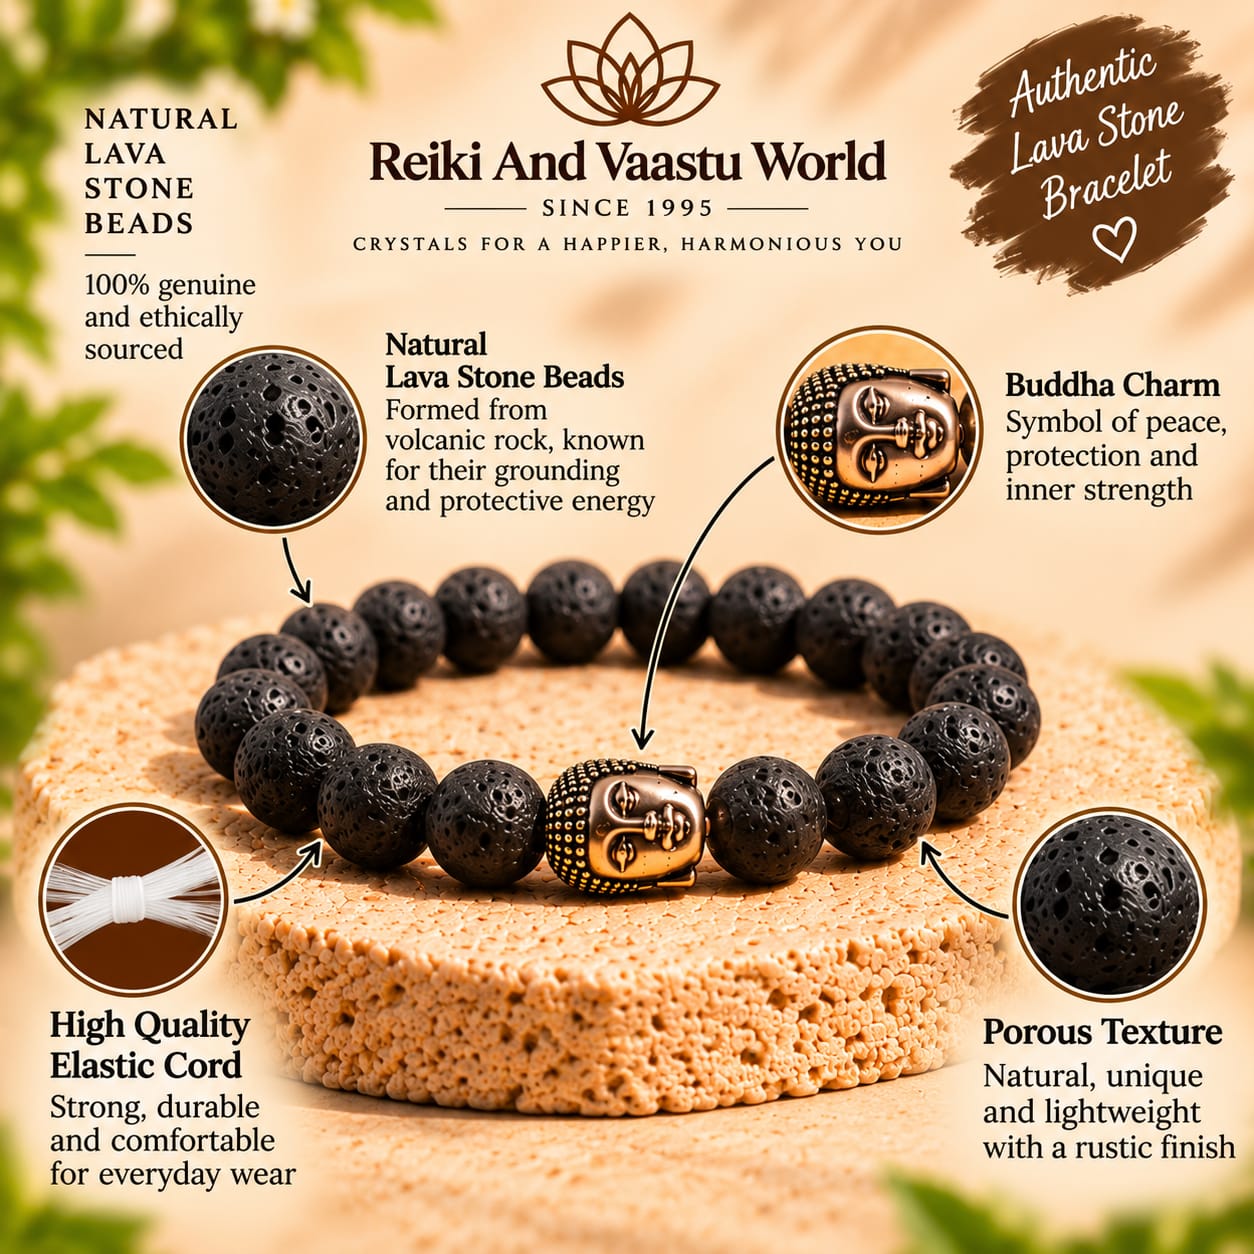 Reiki And Vaastu World
SINCE 1995
CRYSTALS FOR A HAPPIER, HARMONIOUS YOU
NATURAL
LAVA
STONE
BEADS
100% genuine
and ethically
sourced
Authentic
Lava Stone
Bracelet
Natural
Lava Stone Beads
Formed from
volcanic rock, known
for their grounding
and protective energy
Buddha Charm
Symbol of peace,
protection and
inner strength
High Quality
Elastic Cord
Strong, durable
and comfortable
for everyday wear
Porous Texture
Natural, unique
and lightweight
with a rustic finish